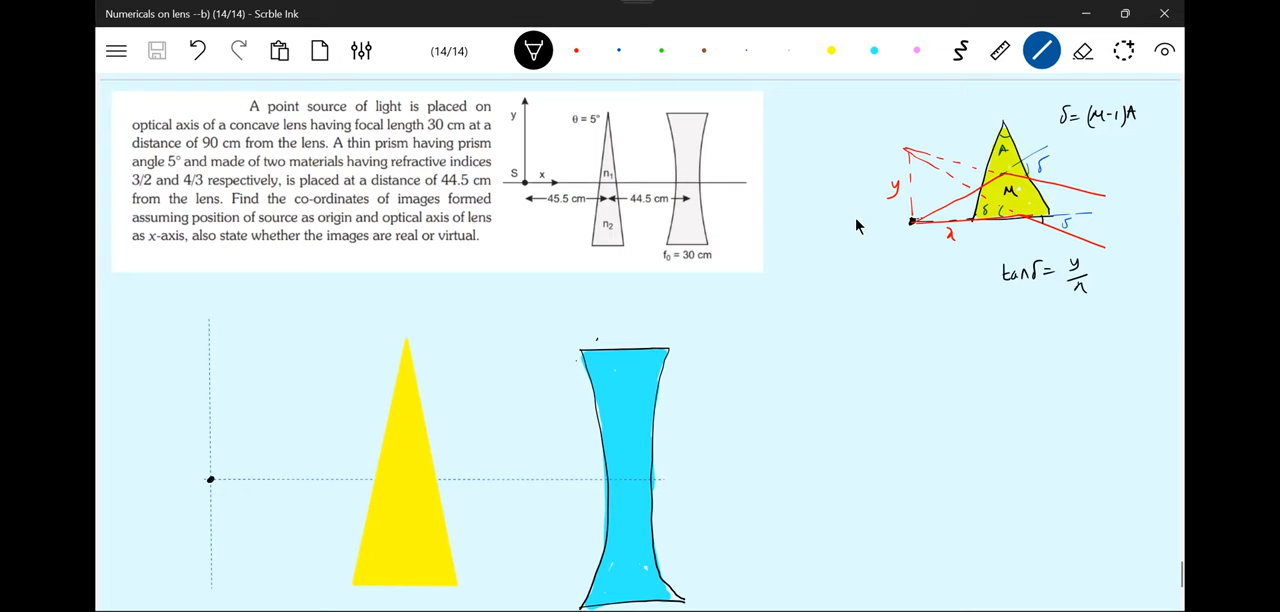 Numericals on lens --b) (14/14) - Scrble Ink
(14/14)
A point source of light is placed on
optical axis of a concave lens having focal length 30 cm at a
distance of 90 cm from the lens. A thin prism having prism
angle 5° and made of two materials having refractive indices
3/2 and 4/3 respectively, is placed at a distance of 44.5 cm
from the lens. Find the co-ordinates of images formed
assuming position of source as origin and optical axis of lens
as x-axis, also state whether the images are real or virtual.
y
θ = 5°
S
x
n₁
45.5 cm
44.5 cm
n₂
f₀ = 30 cm
δ = (μ-1)A
A
δ
y
μ
δ
δ
x
tanδ = y/x